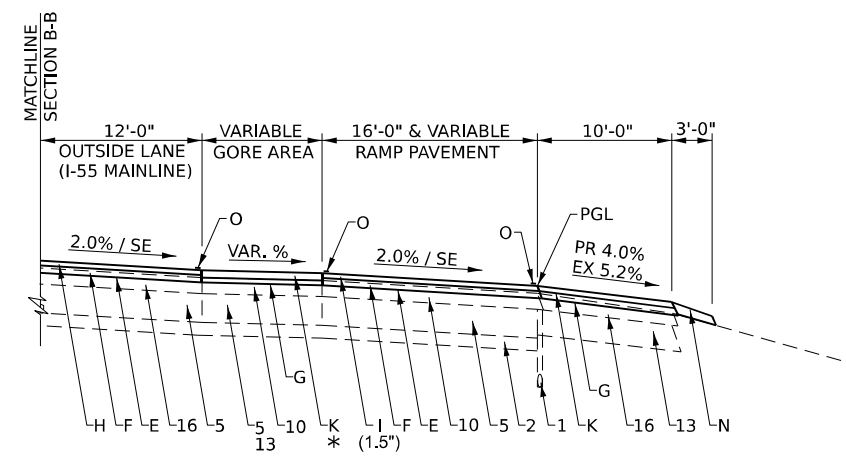 MATCHLINE
SECTION B-B
12'-0"
VARIABLE
16'-0" & VARIABLE
10'-0"
3'-0"
OUTSIDE LANE
(I-55 MAINLINE)
GORE AREA
RAMP PAVEMENT
O
O
O
PGL
2.0% / SE
VAR. %
2.0% / SE
PR 4.0%
EX 5.2%
G
G
H F E 16 5 5 10 K I F E 10 5 2 1 K 16 13 N
13 * (1.5")